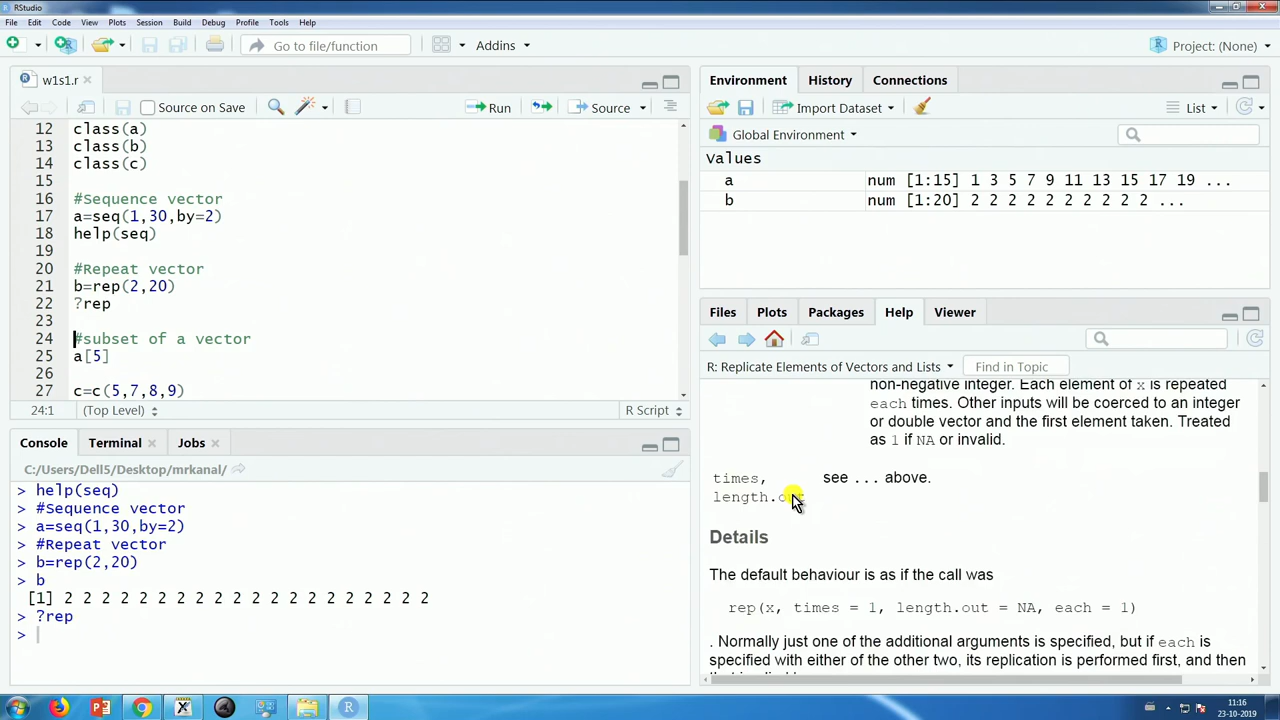 RStudio
File Edit Code View Plots Session Build Debug Profile Tools Help
Go to file/function Addins Project: (None)
w1s1.r
Source on Save Run Source
12 class(a)
13 class(b)
14 class(c)
15
16 #Sequence vector
17 a=seq(1,30,by=2)
18 help(seq)
19
20 #Repeat vector
21 b=rep(2,20)
22 ?rep
23
24 #subset of a vector
25 a[5]
26
27 c=c(5,7,8,9)
24:1 (Top Level) R Script
Console Terminal Jobs
C:/Users/Dell5/Desktop/mrkanal/
> help(seq)
> #Sequence vector
> a=seq(1,30,by=2)
> #Repeat vector
> b=rep(2,20)
> b
[1] 2 2 2 2 2 2 2 2 2 2 2 2 2 2 2 2 2 2 2 2
> ?rep
>
Environment History Connections
Import Dataset List
Global Environment
Values
a num [1:15] 1 3 5 7 9 11 13 15 17 19 ...
b num [1:20] 2 2 2 2 2 2 2 2 2 2 ...
Files Plots Packages Help Viewer
R: Replicate Elements of Vectors and Lists Find in Topic
non-negative integer. Each element of x is repeated
each times. Other inputs will be coerced to an integer
or double vector and the first element taken. Treated
as 1 if NA or invalid.
times, see ... above.
length.out
Details
The default behaviour is as if the call was
rep(x, times = 1, length.out = NA, each = 1)
. Normally just one of the additional arguments is specified, but if each is
specified with either of the other two, its replication is performed first, and then
11:16
23-10-2019